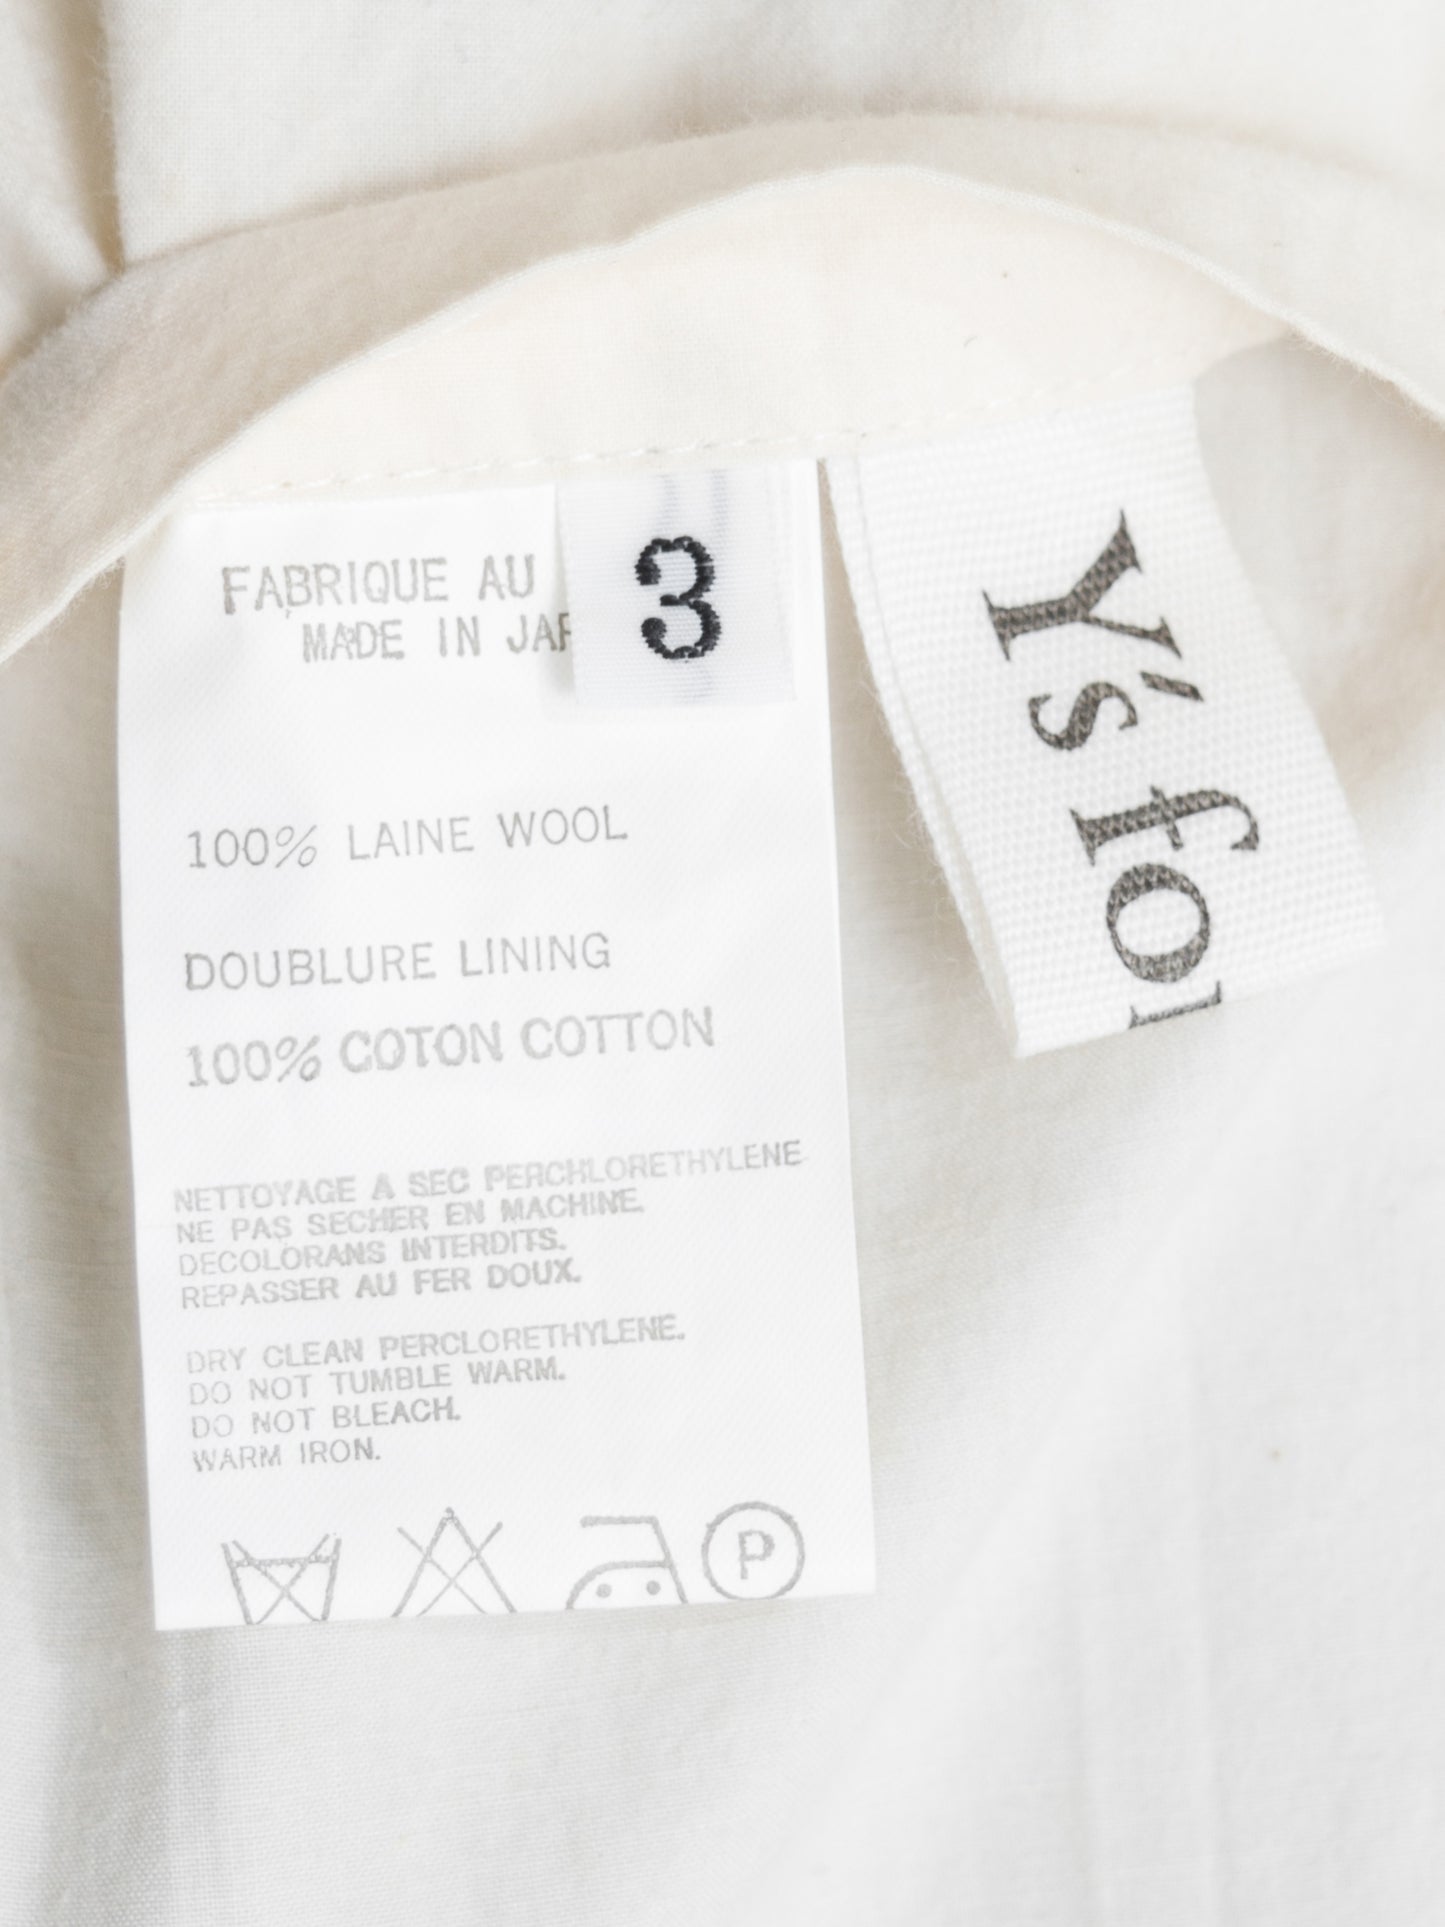 FABRIQUE AU
MADE IN JAP
3
100% LAINE WOOL
DOUBLURE LINING
100% COTON COTTON
NETTOYAGE A SEC PERCHLORETHYLENE
NE PAS SECHER EN MACHINE.
DECOLORANS INTERDITS.
REPASSER AU FER DOUX.
DRY CLEAN PERCLORETHYLENE.
DO NOT TUMBLE WARM.
DO NOT BLEACH.
WARM IRON.
P
Y's for